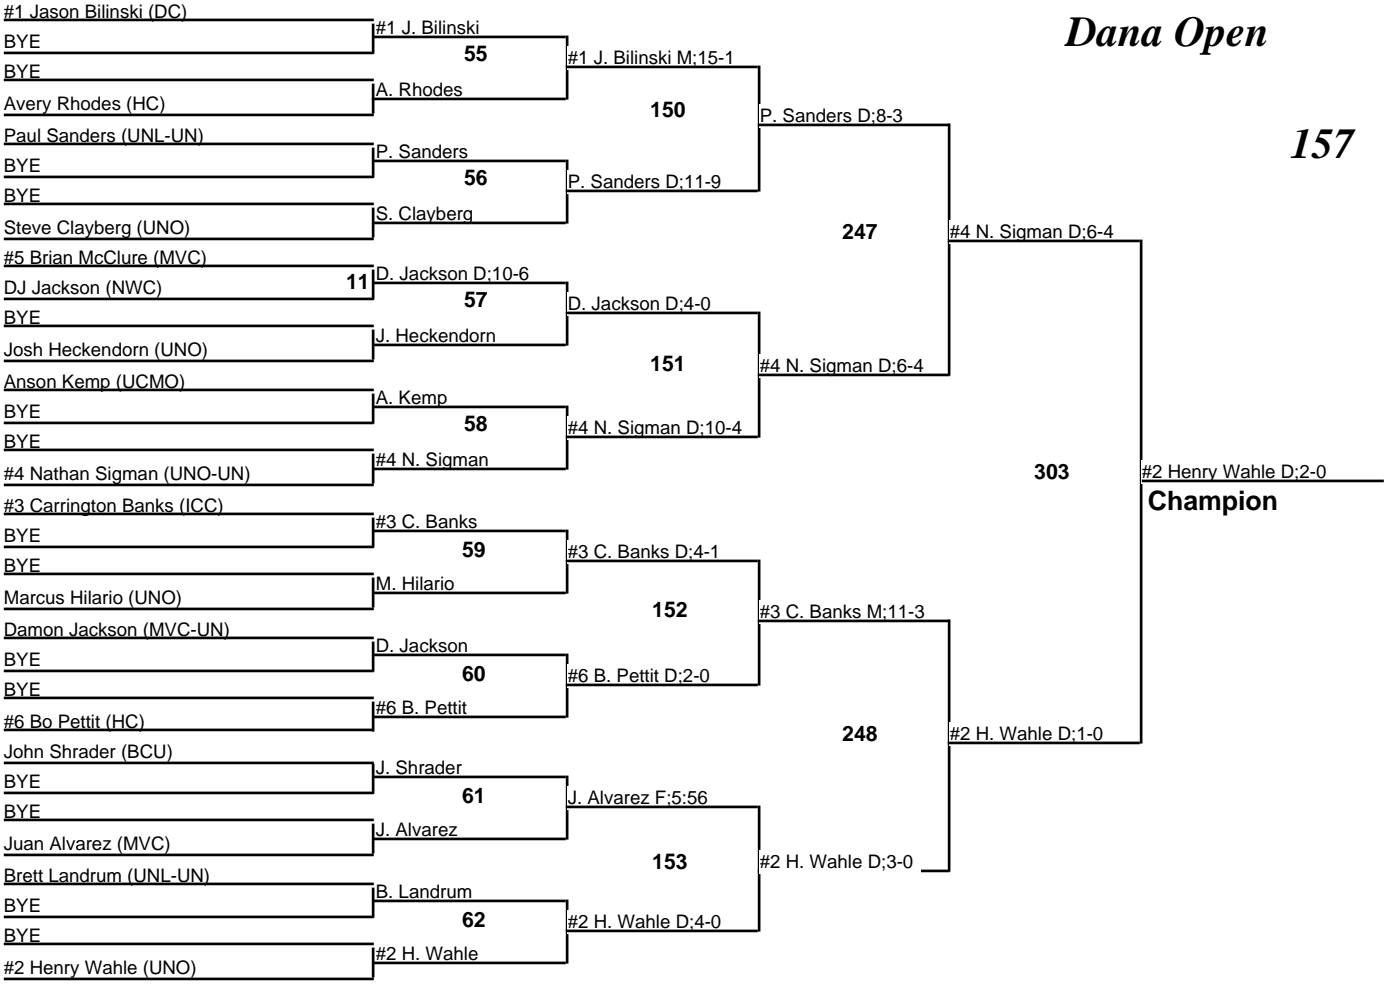 Dana Open
157
#1 Jason Bilinski (DC)
BYE
BYE
Avery Rhodes (HC)
Paul Sanders (UNL-UN)
BYE
BYE
Steve Clayberg (UNO)
#5 Brian McClure (MVC)
DJ Jackson (NWC)
BYE
Josh Heckendorn (UNO)
Anson Kemp (UCMO)
BYE
BYE
#4 Nathan Sigman (UNO-UN)
#3 Carrington Banks (ICC)
BYE
BYE
Marcus Hilario (UNO)
Damon Jackson (MVC-UN)
BYE
BYE
#6 Bo Pettit (HC)
John Shrader (BCU)
BYE
BYE
Juan Alvarez (MVC)
Brett Landrum (UNL-UN)
BYE
BYE
#2 Henry Wahle (UNO)
11
#1 J. Bilinski
55
A. Rhodes
P. Sanders
56
S. Clayberg
D. Jackson D;10-6
57
J. Heckendorn
A. Kemp
58
#4 N. Sigman
#3 C. Banks
59
M. Hilario
D. Jackson
60
#6 B. Pettit
J. Shrader
61
J. Alvarez
B. Landrum
62
#2 H. Wahle
#1 J. Bilinski M;15-1
150
P. Sanders D;11-9
D. Jackson D;4-0
151
#4 N. Sigman D;10-4
#3 C. Banks D;4-1
152
#6 B. Pettit D;2-0
J. Alvarez F;5:56
153
#2 H. Wahle D;4-0
P. Sanders D;8-3
247
#4 N. Sigman D;6-4
#3 C. Banks M;11-3
248
#2 H. Wahle D;3-0
#4 N. Sigman D;6-4
303
#2 H. Wahle D;1-0
#2 Henry Wahle D;2-0
Champion